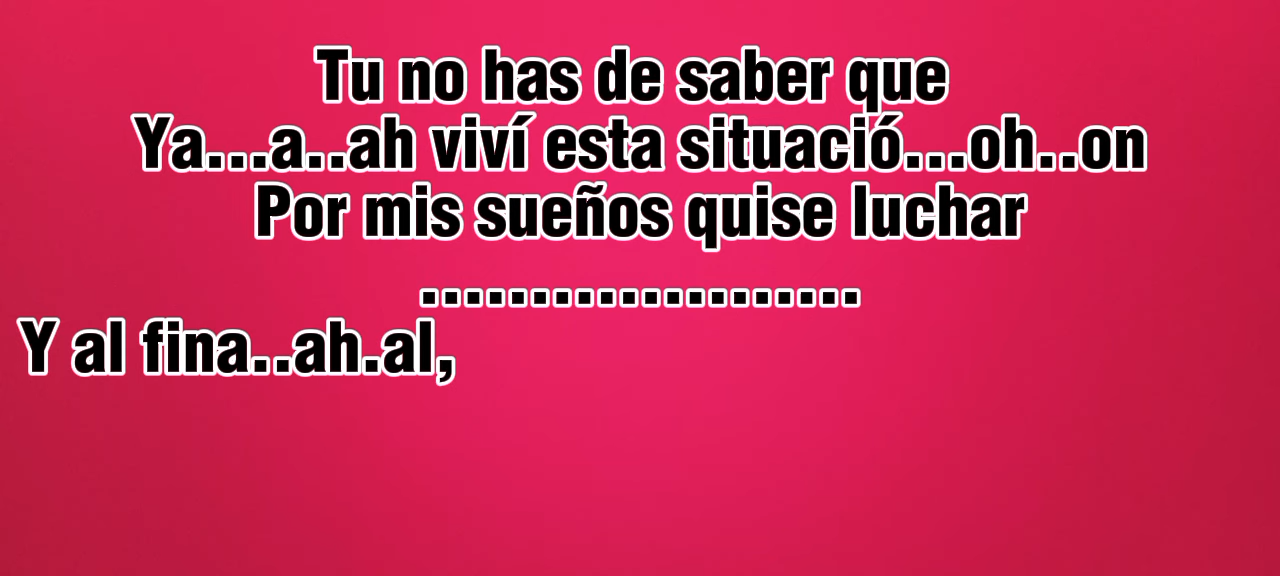 Tu no has de saber que
Ya...a..ah viví esta situació...oh..on
Por mis sueños quise luchar
....................
Y al fina..ah.al,